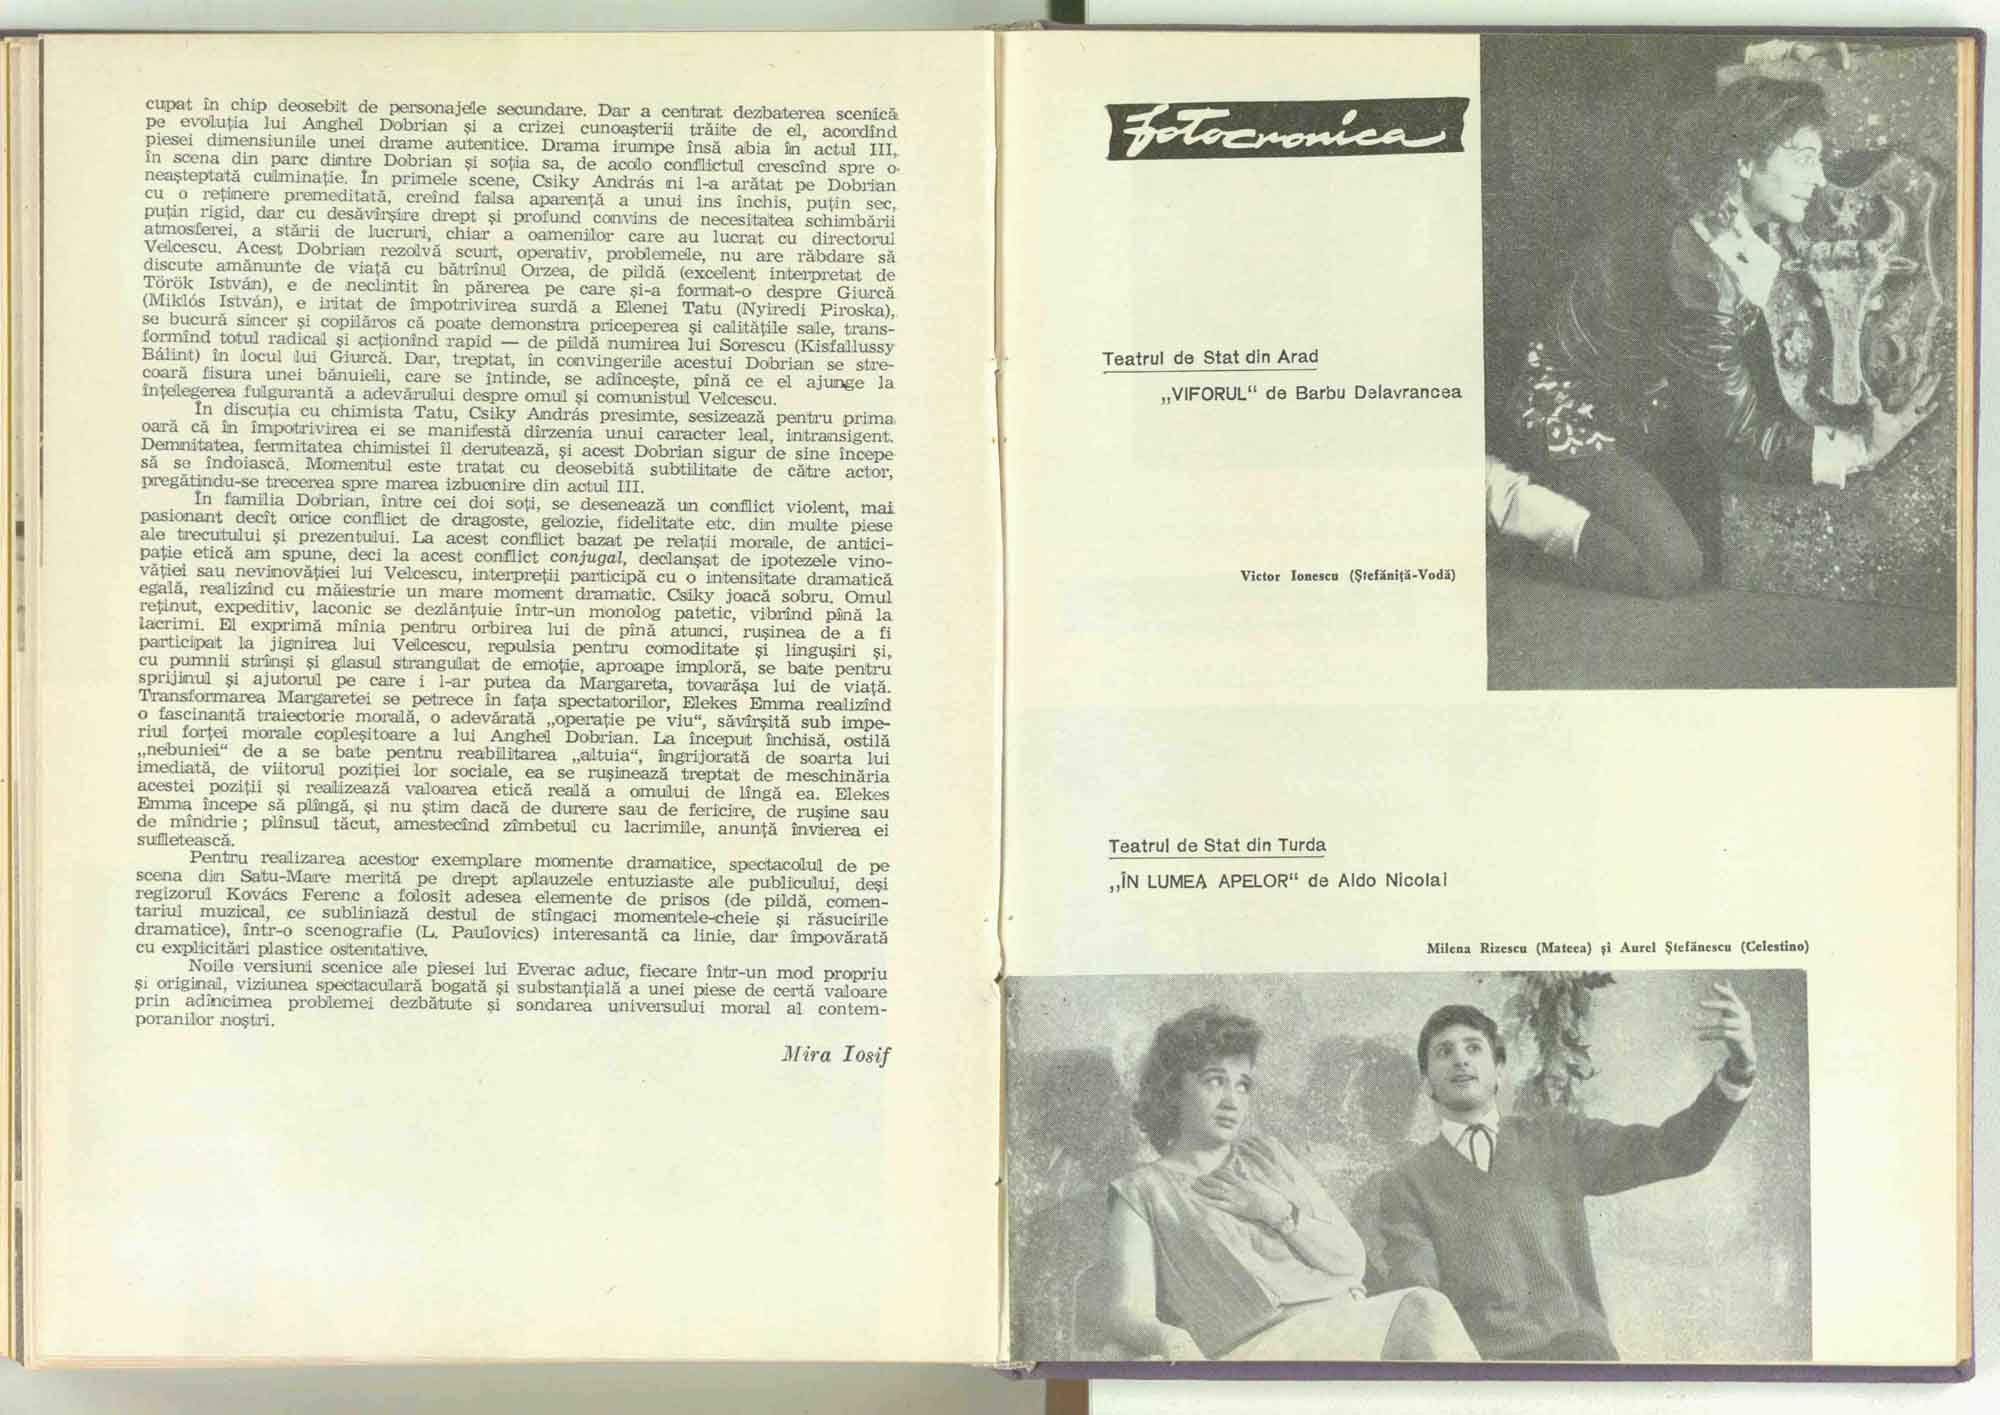 cupat în chip deosebit de personajele secundare. Dar a centrat dezbaterea scenică
pe evoluția lui Anghel Dobrian și a crizei cunoașterii trăite de el, acordînd
piesei dimensiunile unei drame autentice. Drama irumpe însă abia în actul III,
în scena din parc dintre Dobrian și soția sa, de acolo conflictul crescînd spre o
neașteptată culminație. În primele scene, Csiky András ni l-a arătat pe Dobrian
cu o reținere premeditată, creînd falsa aparență a unui ins închis, puțin sec,
puțin rigid, dar cu desăvîrșire drept și profund convins de necesitatea schimbării
atmosferei, a stării de lucruri, chiar a oamenilor care au lucrat cu directorul
Velcescu. Acest Dobrian rezolvă scurt, operativ, problemele, nu are răbdare să
discute amănunte de viață cu bătrînul Orzea, de pildă (excelent interpretat de
Török István), e de neclintit în părerea pe care și-a format-o despre Giurcă
(Miklós István), e iritat de împotrivirea surdă a Elenei Tatu (Nyiredi Piroska),
se bucură sincer și copilăros că poate demonstra priceperea și calitățile sale, trans-
formînd totul radical și acționînd rapid — de pildă numirea lui Sorescu (Kisfallussy
Bálint) în locul lui Giurcă. Dar, treptat, în convingerile acestui Dobrian se stre-
coară fisura unei bănuieli, care se întinde, se adîncește, pînă ce el ajunge la
înțelegerea fulgurantă a adevărului despre omul și comunistul Velcescu.
În discuția cu chimista Tatu, Csiky András presimte, sesizează pentru prima
oară că în împotrivirea ei se manifestă dîrzenia unui caracter leal, intransigent.
Demnitatea, fermitatea chimistei îl derutează, și acest Dobrian sigur de sine începe
să se îndoiască. Momentul este tratat cu deosebită subtilitate de către actor,
pregătindu-se trecerea spre marea izbucnire din actul III.
În familia Dobrian, între cei doi soți, se desenează un conflict violent, mai
pasionant decît orice conflict de dragoste, gelozie, fidelitate etc. din multe piese
ale trecutului și prezentului. La acest conflict bazat pe relații morale, de antici-
pație etică am spune, deci la acest conflict conjugal, declanșat de ipotezele vino-
văției sau nevinovăției lui Velcescu, interpreții participă cu o intensitate dramatică
egală, realizînd cu măiestrie un mare moment dramatic. Csiky joacă sobru. Omul
reținut, expeditiv, laconic se dezlănțuie într-un monolog patetic, vibrînd pînă la
lacrimi. El exprimă mînia pentru orbirea lui de pînă atunci, rușinea de a fi
participat la jignirea lui Velcescu, repulsia pentru comoditate și lingușiri și,
cu pumnii strînși și glasul strangulat de emoție, aproape imploră, se bate pentru
sprijinul și ajutorul pe care i l-ar putea da Margareta, tovarășa lui de viață.
Transformarea Margaretei se petrece în fața spectatorilor, Elekes Emma realizînd
o fascinantă traiectorie morală, o adevărată „operație pe viu“, săvîrșită sub impe-
riul forței morale copleșitoare a lui Anghel Dobrian. La început închisă, ostilă
„nebuniei“ de a se bate pentru reabilitarea „altuia“, îngrijorată de soarta lui
imediată, de viitorul poziției lor sociale, ea se rușinează treptat de meschinăria
acestei poziții și realizează valoarea etică reală a omului de lîngă ea. Elekes
Emma începe să plîngă, și nu știm dacă de durere sau de fericire, de rușine sau
de mîndrie ; plînsul tăcut, amestecînd zîmbetul cu lacrimile, anunță învierea ei
sufletească.
Pentru realizarea acestor exemplare momente dramatice, spectacolul de pe
scena din Satu-Mare merită pe drept aplauzele entuziaste ale publicului, deși
regizorul Kovács Ferenc a folosit adesea elemente de prisos (de pildă, comen-
tariul muzical, ce subliniază destul de stîngaci momentele-cheie și răsucirile
dramatice), într-o scenografie (L. Paulovics) interesantă ca linie, dar împovărată
cu explicitări plastice ostentative.
Noile versiuni scenice ale piesei lui Everac aduc, fiecare într-un mod propriu
și original, viziunea spectaculară bogată și substanțială a unei piese de certă valoare
prin adîncimea problemei dezbătute și sondarea universului moral al contem-
poranilor noștri.
Mira Iosif
fotocronica
Teatrul de Stat din Arad
„VIFORUL“ de Barbu Delavrancea
Victor Ionescu (Ștefăniță-Vodă)
Teatrul de Stat din Turda
„ÎN LUMEA APELOR“ de Aldo Nicolai
Milena Rizescu (Mateea) și Aurel Ștefănescu (Celestino)